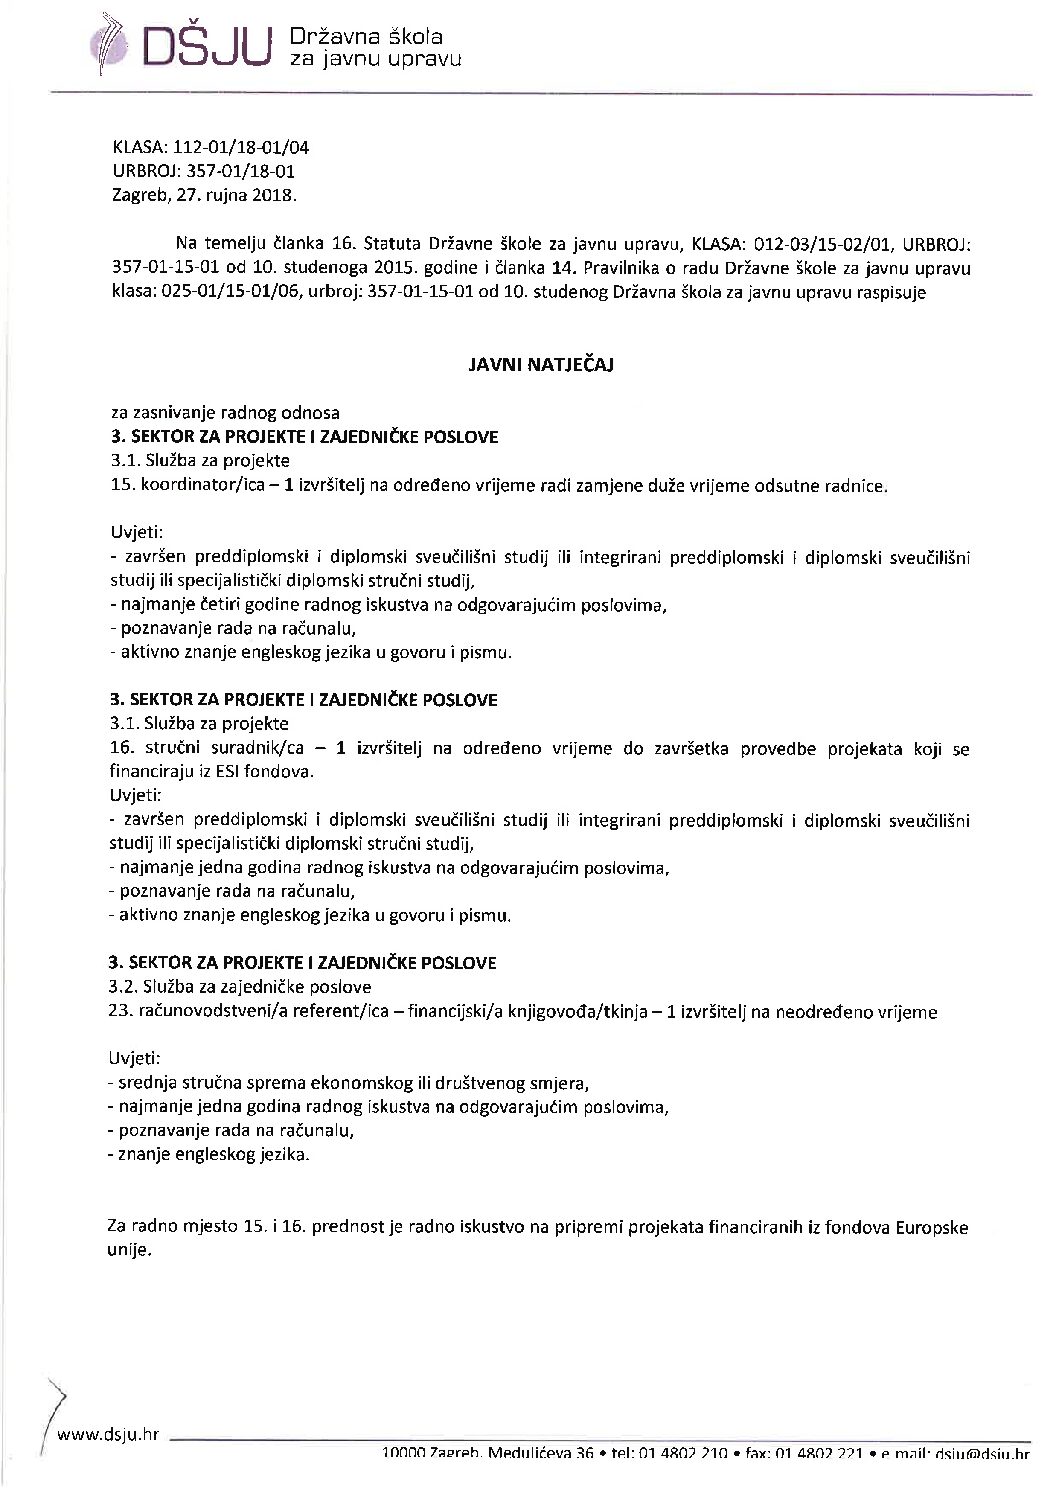 DŠJU Državna škola
za javnu upravu
KLASA: 112-01/18-01/04
URBROJ: 357-01/18-01
Zagreb, 27. rujna 2018.
Na temelju članka 16. Statuta Državne škole za javnu upravu, KLASA: 012-03/15-02/01, URBROJ:
357-01-15-01 od 10. studenoga 2015. godine i članka 14. Pravilnika o radu Državne škole za javnu upravu
klasa: 025-01/15-01/06, urbroj: 357-01-15-01 od 10. studenog Državna škola za javnu upravu raspisuje
JAVNI NATJEČAJ
za zasnivanje radnog odnosa
3. SEKTOR ZA PROJEKTE I ZAJEDNIČKE POSLOVE
3.1. Služba za projekte
15. koordinator/ica – 1 izvršitelj na određeno vrijeme radi zamjene duže vrijeme odsutne radnice.
Uvjeti:
- završen preddiplomski i diplomski sveučilišni studij ili integrirani preddiplomski i diplomski sveučilišni
studij ili specijalistički diplomski stručni studij,
- najmanje četiri godine radnog iskustva na odgovarajućim poslovima,
- poznavanje rada na računalu,
- aktivno znanje engleskog jezika u govoru i pismu.
3. SEKTOR ZA PROJEKTE I ZAJEDNIČKE POSLOVE
3.1. Služba za projekte
16. stručni suradnik/ca – 1 izvršitelj na određeno vrijeme do završetka provedbe projekata koji se
financiraju iz ESI fondova.
Uvjeti:
- završen preddiplomski i diplomski sveučilišni studij ili integrirani preddiplomski i diplomski sveučilišni
studij ili specijalistički diplomski stručni studij,
- najmanje jedna godina radnog iskustva na odgovarajućim poslovima,
- poznavanje rada na računalu,
- aktivno znanje engleskog jezika u govoru i pismu.
3. SEKTOR ZA PROJEKTE I ZAJEDNIČKE POSLOVE
3.2. Služba za zajedničke poslove
23. računovodstveni/a referent/ica – financijski/a knjigovođa/tkinja – 1 izvršitelj na neodređeno vrijeme
Uvjeti:
- srednja stručna sprema ekonomskog ili društvenog smjera,
- najmanje jedna godina radnog iskustva na odgovarajućim poslovima,
- poznavanje rada na računalu,
- znanje engleskog jezika.
Za radno mjesto 15. i 16. prednost je radno iskustvo na pripremi projekata financiranih iz fondova Europske
unije.
www.dsju.hr
10000 Zagreb, Medulićeva 36 • tel: 01 4802 210 • fax: 01 4802 221 • e mail: dsju@dsju.hr